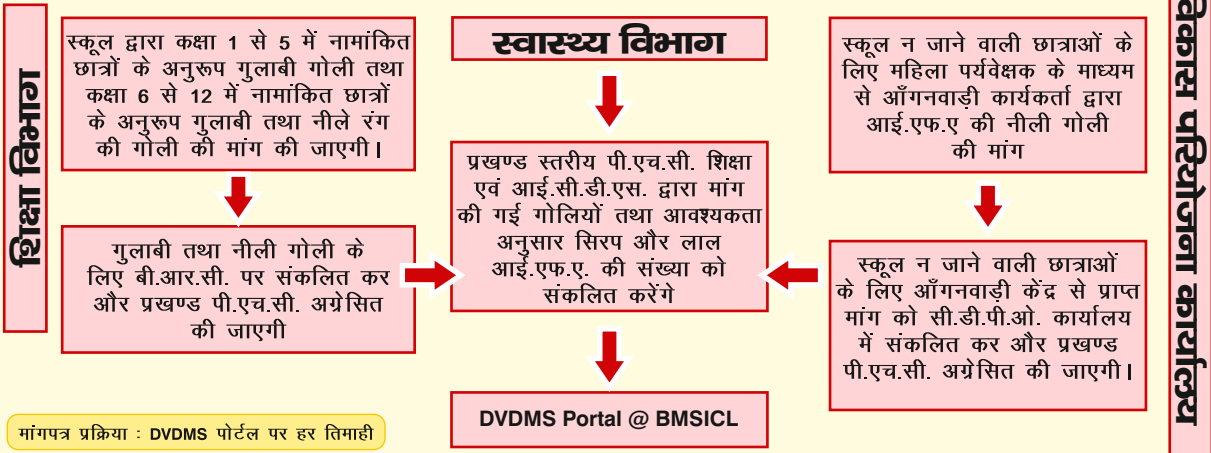 शिक्षा विभाग
स्कूल द्वारा कक्षा 1 से 5 में नामांकित
छात्रों के अनुरूप गुलाबी गोली तथा
कक्षा 6 से 12 में नामांकित छात्रों
के अनुरूप गुलाबी तथा नीले रंग
की गोली की मांग की जाएगी।
गुलाबी तथा नीली गोली के
लिए बी.आर.सी. पर संकलित कर
और प्रखण्ड पी.एच.सी. अग्रेसित
की जाएगी
स्वास्थ्य विभाग
प्रखण्ड स्तरीय पी.एच.सी. शिक्षा
एवं आई.सी.डी.एस. द्वारा मांग
की गई गोलियों तथा आवश्यकता
अनुसार सिरप और लाल
आई.एफ.ए. की संख्या को
संकलित करेंगे
DVDMS Portal @ BMSICL
स्कूल न जाने वाली छात्राओं के
लिए महिला पर्यवेक्षक के माध्यम
से आँगनवाड़ी कार्यकर्ता द्वारा
आई.एफ.ए की नीली गोली
की मांग
स्कूल न जाने वाली छात्राओं
के लिए आँगनवाड़ी केंद्र से प्राप्त
मांग को सी.डी.पी.ओ. कार्यालय
में संकलित कर और प्रखण्ड
पी.एच.सी. अग्रेसित की जाएगी।
विकास परियोजना कार्यालय
मांगपत्र प्रक्रिया : DVDMS पोर्टल पर हर तिमाही